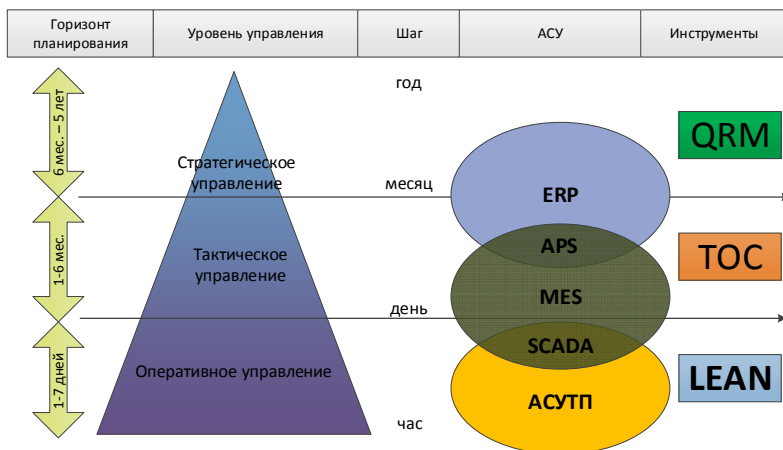 Горизонт
планирования
Уровень управления
Шаг
АСУ
Инструменты
6 мес. – 5 лет
Стратегическое
управление
год
месяц
ERP
QRM
1-6 мес.
Тактическое
управление
день
APS
MES
TOC
1-7 дней
Оперативное управление
час
SCADA
АСУТП
LEAN